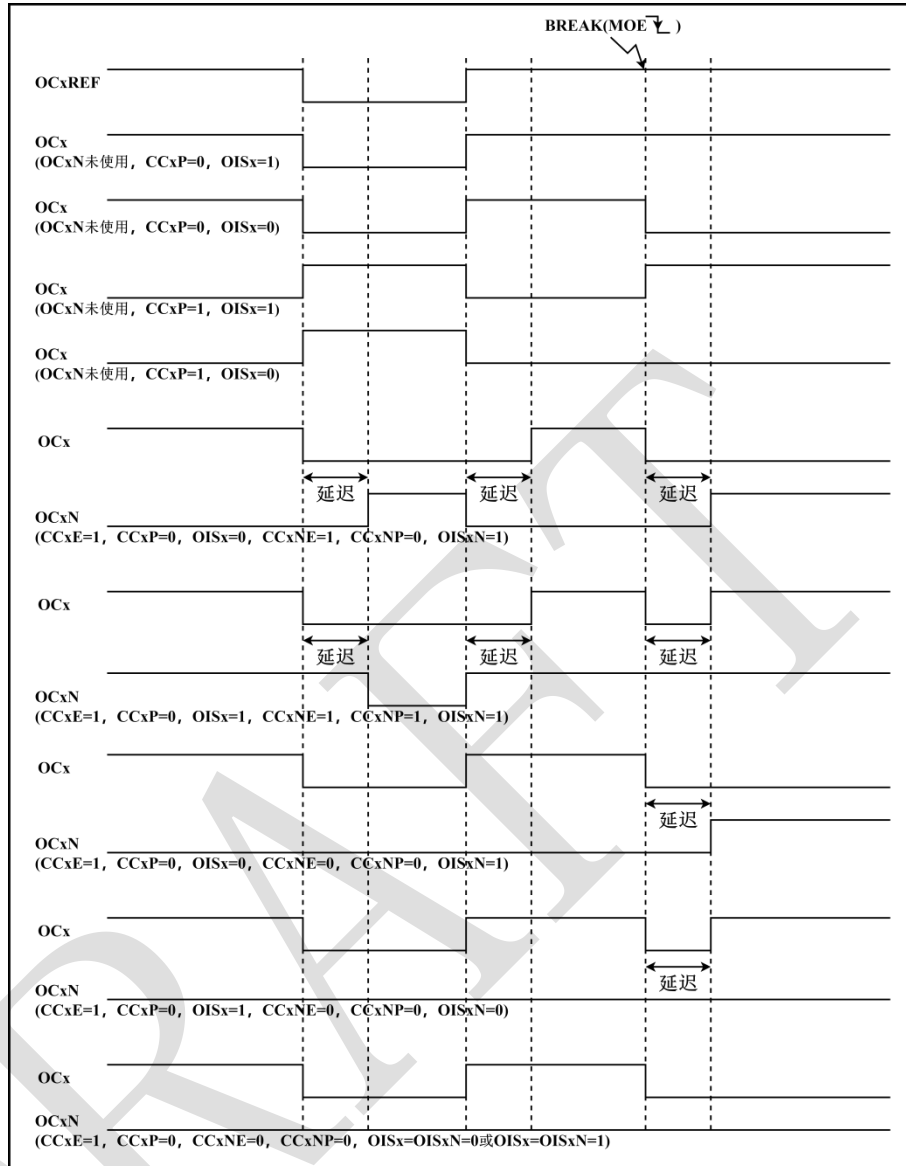 BREAK(MOE )
OCxREF
OCx
(OCxN未使用，CCxP=0，OISx=1)
OCx
(OCxN未使用，CCxP=0，OISx=0)
OCx
(OCxN未使用，CCxP=1，OISx=1)
OCx
(OCxN未使用，CCxP=1，OISx=0)
OCx
延迟 延迟 延迟
OCxN
(CCxE=1，CCxP=0，OISx=0，CCxNE=1，CCxNP=0，OISxN=1)
OCx
延迟 延迟 延迟
OCxN
(CCxE=1，CCxP=0，OISx=1，CCxNE=1，CCxNP=1，OISxN=1)
OCx
延迟
OCxN
(CCxE=1，CCxP=0，OISx=0，CCxNE=0，CCxNP=0，OISxN=1)
OCx
延迟
OCxN
(CCxE=1，CCxP=0，OISx=1，CCxNE=0，CCxNP=0，OISxN=0)
OCx
OCxN
(CCxE=1，CCxP=0，CCxNE=0，CCxNP=0，OISx=OISxN=0或OISx=OISxN=1)
RAFT